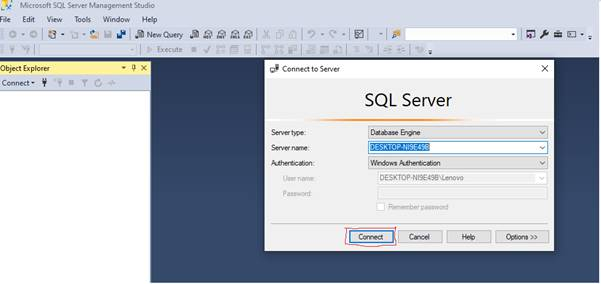 Microsoft SQL Server Management Studio
File Edit View Tools Window Help
New Query
Execute
Object Explorer
Connect
Connect to Server
SQL Server
Server type: Database Engine
Server name: DESKTOP-NI9E49B
Authentication: Windows Authentication
User name: DESKTOP-NI9E49B\Lenovo
Password:
Remember password
Connect Cancel Help Options >>